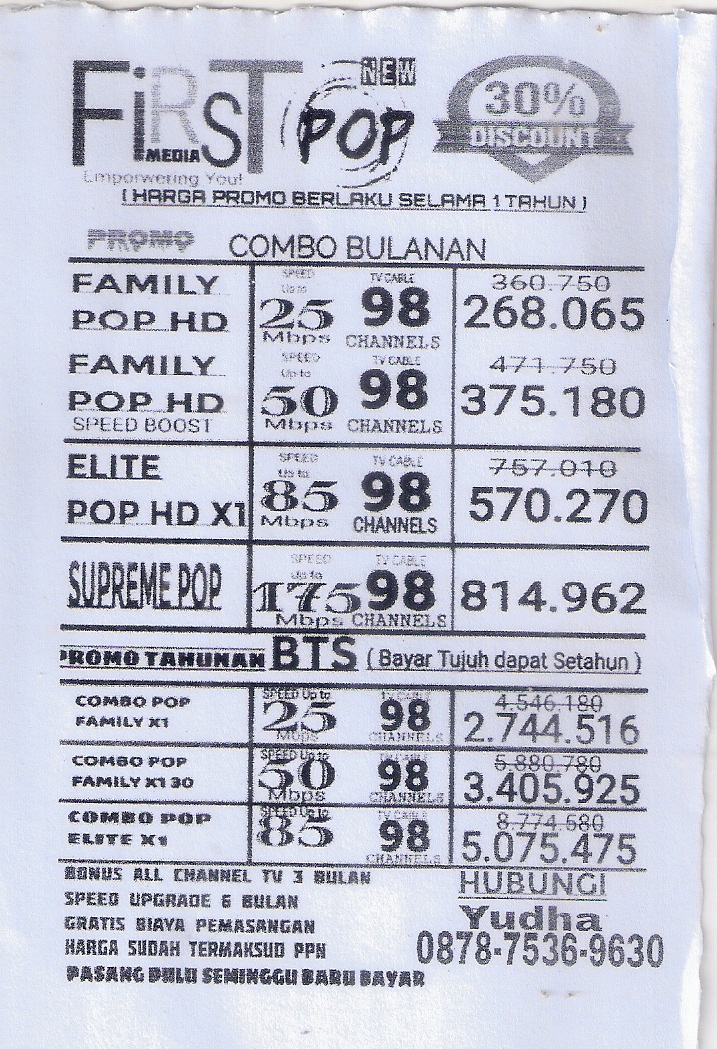 FiRST MEDIA
NEW
POP
30%
DISCOUNT
Emporwering You!
( HARGA PROMO BERLAKU SELAMA 1 TAHUN )
PROMO COMBO BULANAN
FAMILY
POP HD
SPEED
Up to
25
Mbps
TV CABLE
98
CHANNELS
360.750
268.065
FAMILY
POP HD
SPEED BOOST
SPEED
Up to
50
Mbps
TV CABLE
98
CHANNELS
471.750
375.180
ELITE
POP HD X1
SPEED
Up to
85
Mbps
TV CABLE
98
CHANNELS
757.010
570.270
SUPREME POP
SPEED
Up to
175
Mbps
TV CABLE
98
CHANNELS
814.962
PROMO TAHUNAN BTS ( Bayar Tujuh dapat Setahun )
COMBO POP
FAMILY X1
SPEED Up to
25
Mbps
TV CABLE
98
CHANNELS
4.546.180
2.744.516
COMBO POP
FAMILY X1 30
SPEED Up to
50
Mbps
TV CABLE
98
CHANNELS
5.880.780
3.405.925
COMBO POP
ELITE X1
SPEED Up to
85
TV CABLE
98
CHANNELS
8.774.680
5.075.475
BONUS ALL CHANNEL TV 3 BULAN
SPEED UPGRADE 6 BULAN
GRATIS BIAYA PEMASANGAN
HARGA SUDAH TERMAKSUD PPN
PASANG DULU SEMINGGU BARU BAYAR
HUBUNGI
Yudha
0878-7536-9630